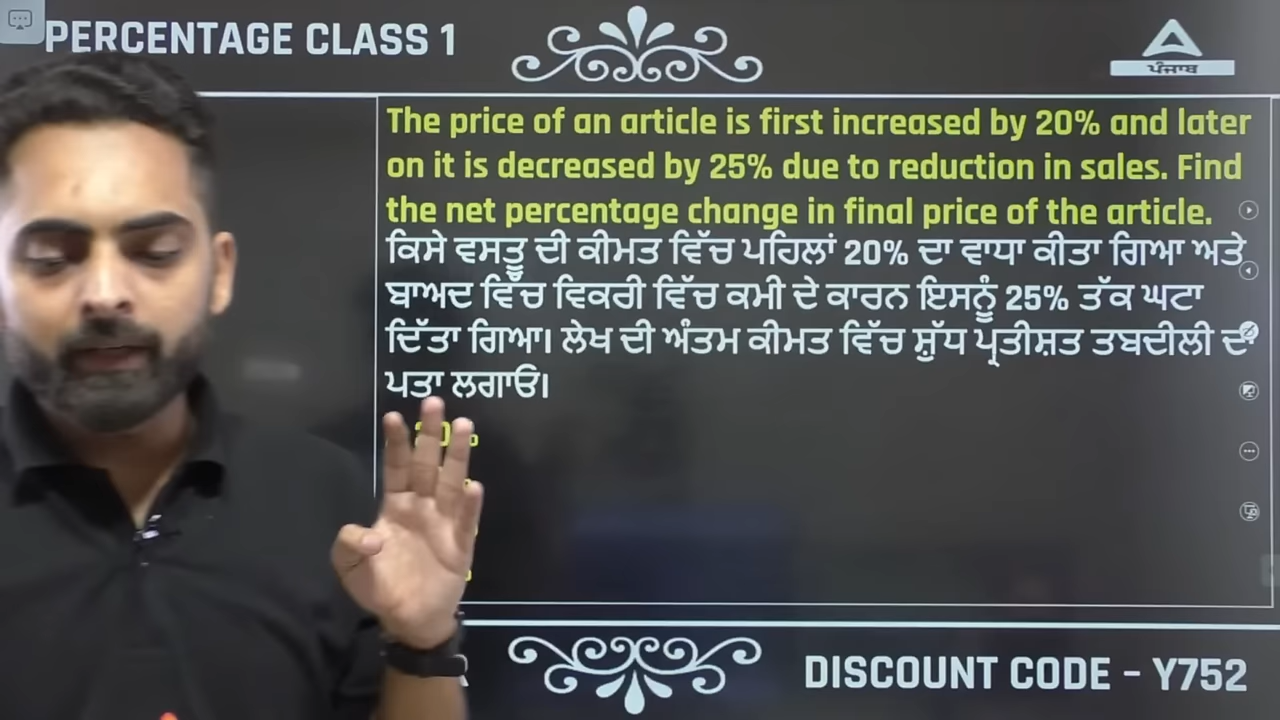 PERCENTAGE CLASS 1
ਪੰਜਾਬ
The price of an article is first increased by 20% and later
on it is decreased by 25% due to reduction in sales. Find
the net percentage change in final price of the article.
ਕਿਸੇ ਵਸਤੂ ਦੀ ਕੀਮਤ ਵਿੱਚ ਪਹਿਲਾਂ 20% ਦਾ ਵਾਧਾ ਕੀਤਾ ਗਿਆ ਅਤੇ
ਬਾਅਦ ਵਿੱਚ ਵਿਕਰੀ ਵਿੱਚ ਕਮੀ ਦੇ ਕਾਰਨ ਇਸਨੂੰ 25% ਤੱਕ ਘਟਾ
ਦਿੱਤਾ ਗਿਆ। ਲੇਖ ਦੀ ਅੰਤਮ ਕੀਮਤ ਵਿੱਚ ਸ਼ੁੱਧ ਪ੍ਰਤੀਸ਼ਤ ਤਬਦੀਲੀ ਦਾ
ਪਤਾ ਲਗਾਓ।
DISCOUNT CODE - Y752